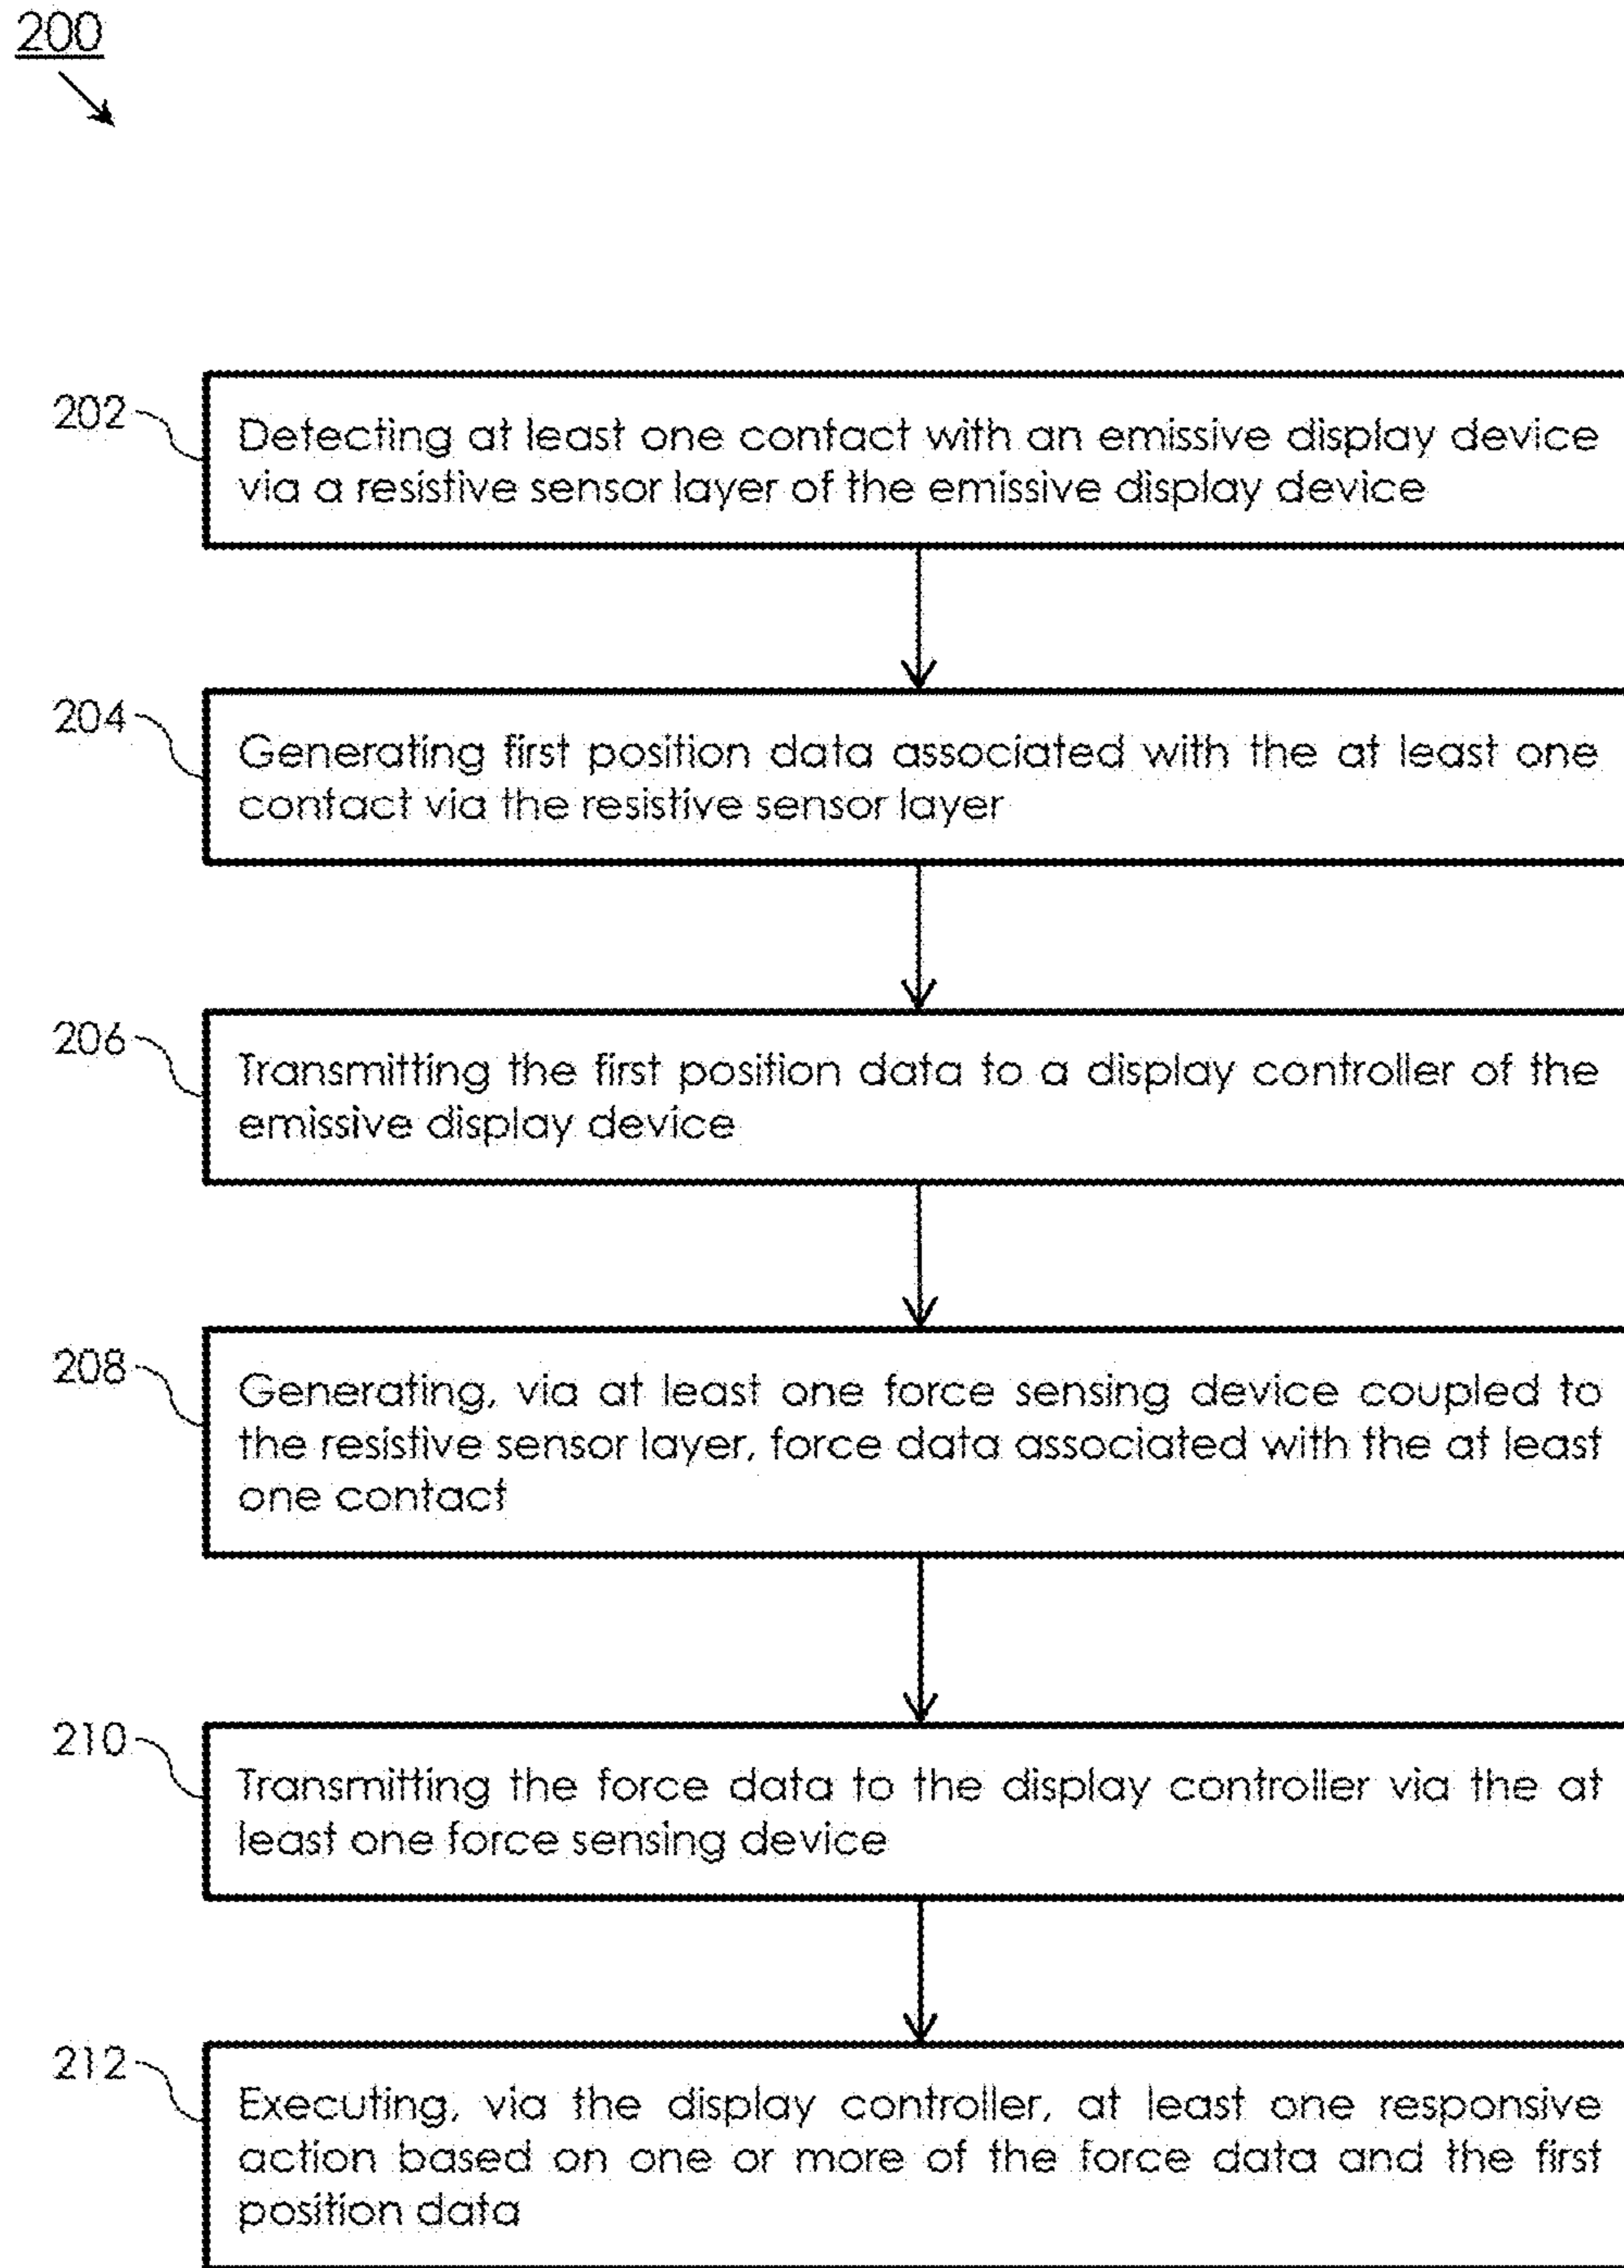 200
202
Detecting at least one contact with an emissive display device
via a resistive sensor layer of the emissive display device
204
Generating first position data associated with the at least one
contact via the resistive sensor layer
206
Transmitting the first position data to a display controller of the
emissive display device
208
Generating, via at least one force sensing device coupled to
the resistive sensor layer, force data associated with the at least
one contact
210
Transmitting the force data to the display controller via the at
least one force sensing device
212
Executing, via the display controller, at least one responsive
action based on one or more of the force data and the first
position data